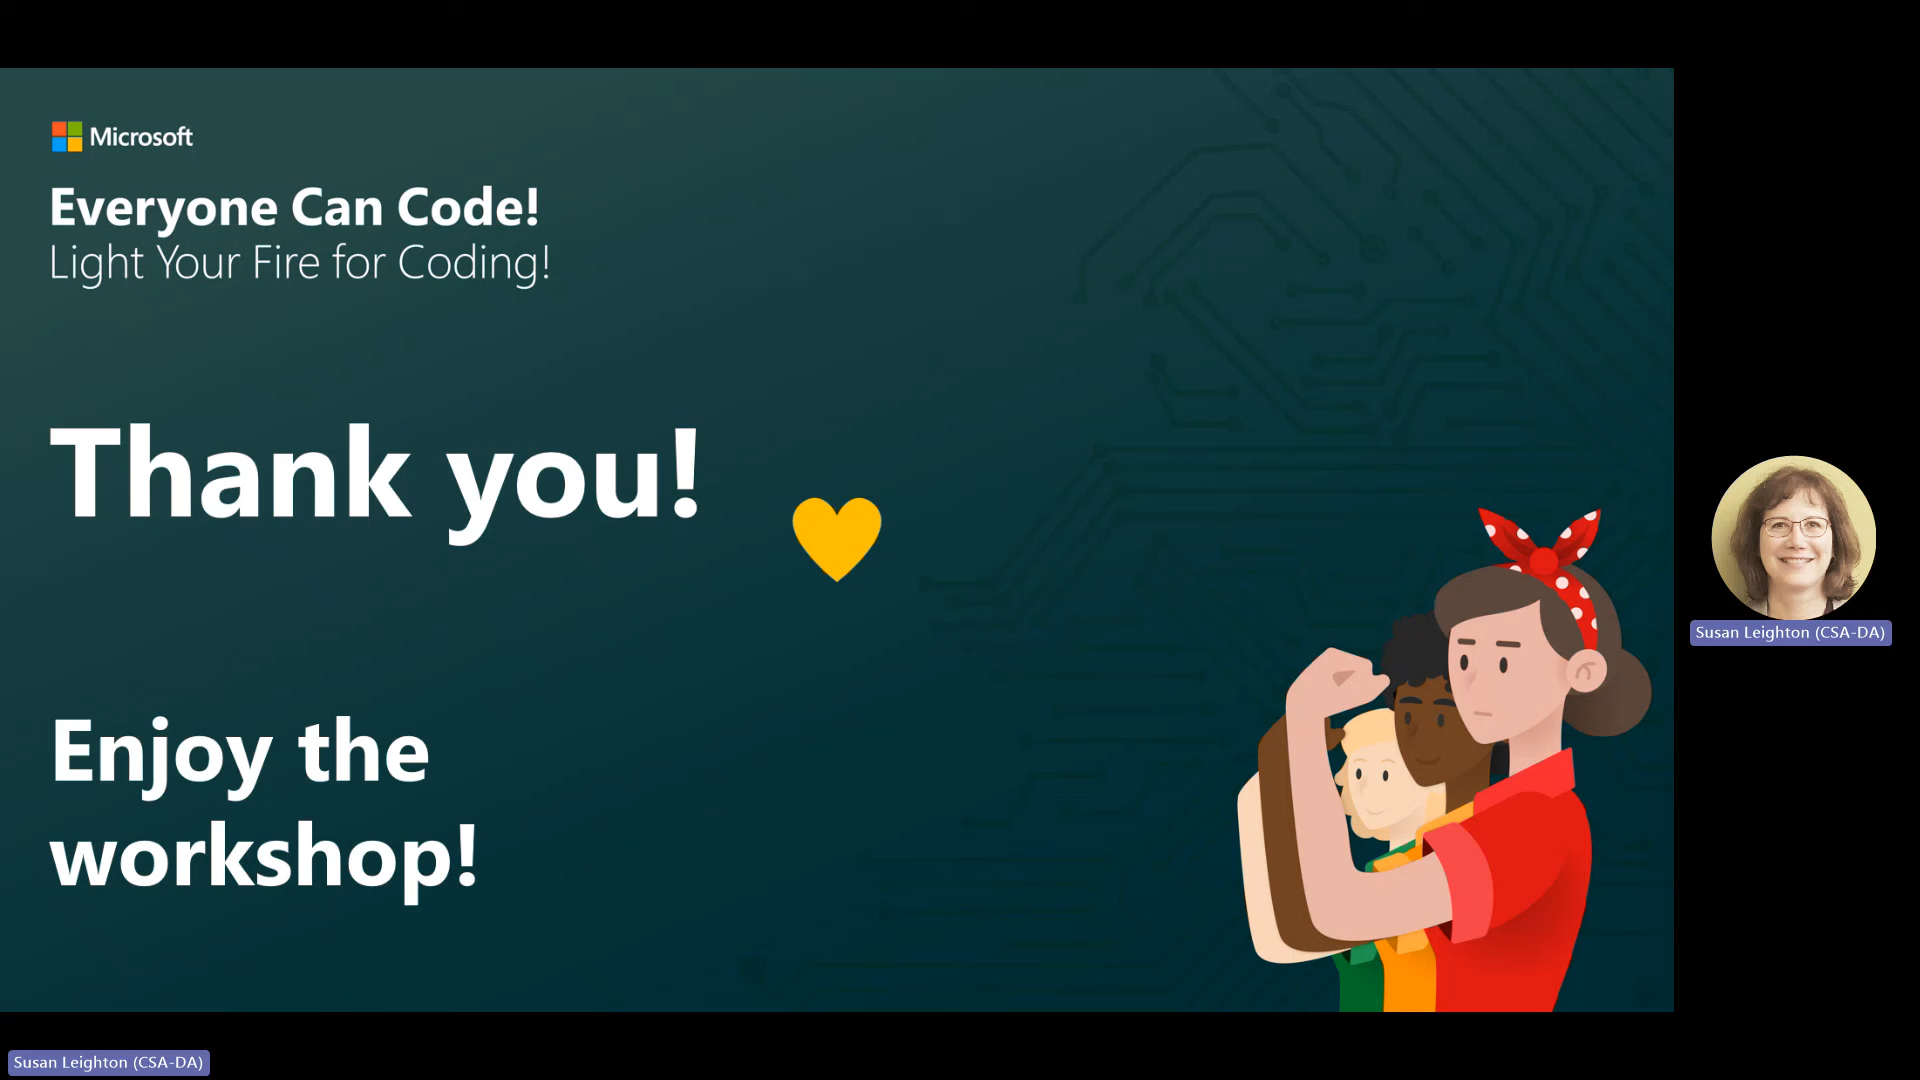 Microsoft
Everyone Can Code!
Light Your Fire for Coding!
Thank you!
Enjoy the
workshop!
Susan Leighton (CSA-DA)
Susan Leighton (CSA-DA)